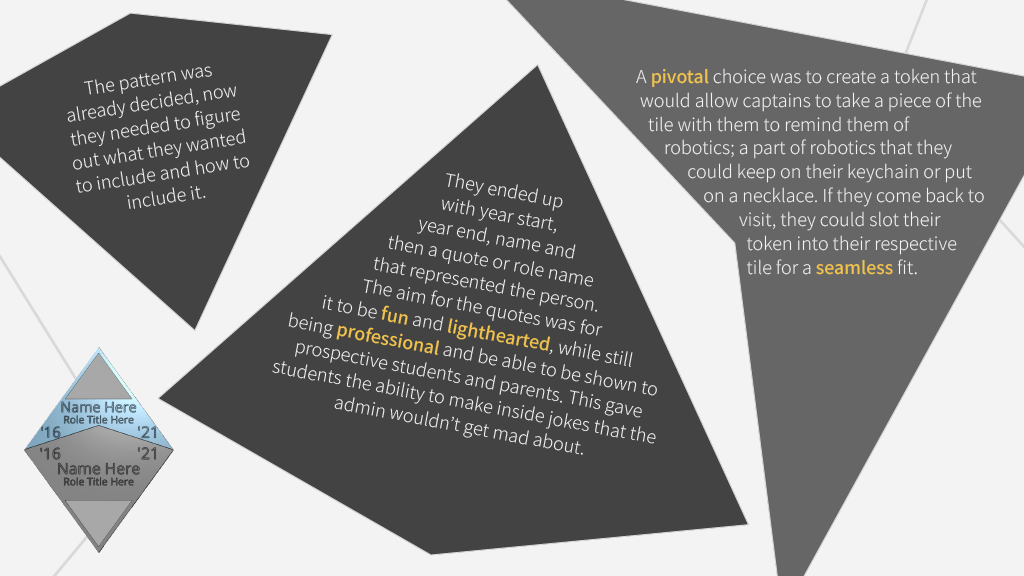 The pattern was
already decided, now
they needed to figure
out what they wanted
to include and how to
include it.
They ended up
with year start,
year end, name and
then a quote or role name
that represented the person.
The aim for the quotes was for
it to be fun and lighthearted, while still
being professional and be able to be shown to
prospective students and parents. This gave
students the ability to make inside jokes that the
admin wouldn't get mad about.
A pivotal choice was to create a token that
would allow captains to take a piece of the
tile with them to remind them of
robotics; a part of robotics that they
could keep on their keychain or put
on a necklace. If they come back to
visit, they could slot their
token into their respective
tile for a seamless fit.
Name Here
Role Title Here
'16 '21
'16 '21
Name Here
Role Title Here